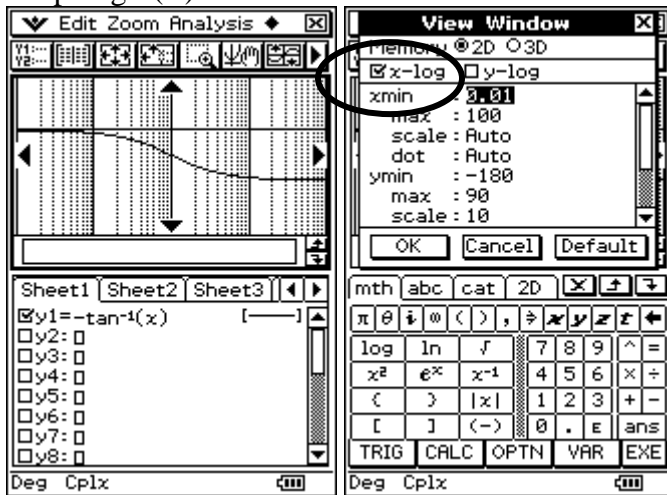 Edit Zoom Analysis ◆
Y1:
Y2:
Sheet1 Sheet2 Sheet3
y1=-tan⁻¹(x) [—]
y2:
y3:
y4:
y5:
y6:
y7:
y8:
Deg Cplx
View Window
Memory 2D 3D
x-log y-log
xmin :0.01
max :100
scale:Auto
dot :Auto
ymin :-180
max :90
scale:10
OK Cancel Default
mth abc cat 2D
π θ i ∞ ( ) , ⇒ x y z t
log ln √ 7 8 9 ^ =
x² eˣ x⁻¹ 4 5 6 × ÷
( ) |x| 1 2 3 + -
[ ] (-) 0 . E ans
TRIG CALC OPTN VAR EXE
Deg Cplx